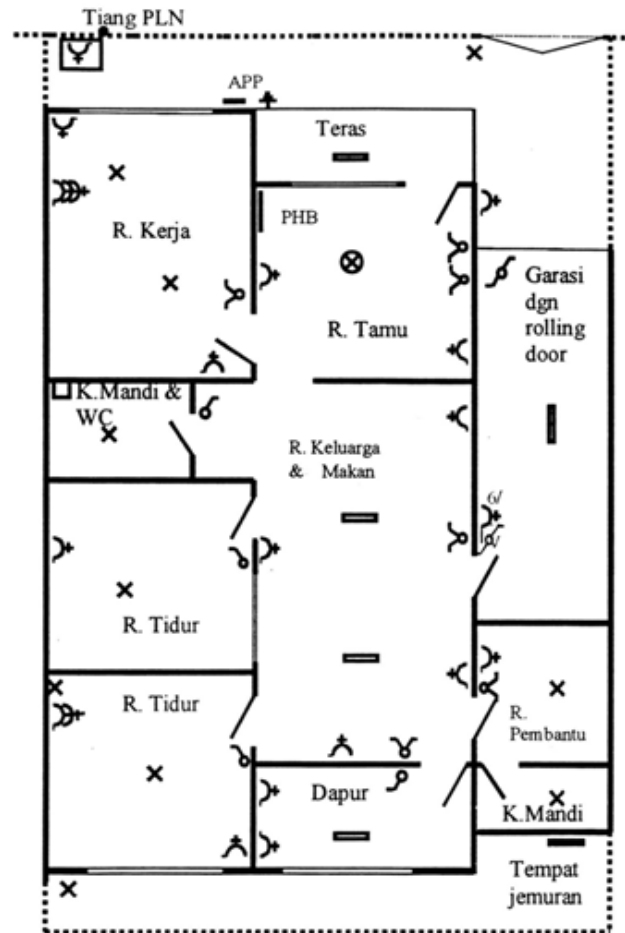 Tiang PLN
APP
Teras
PHB
R. Kerja
R. Tamu
Garasi
dgn
rolling
door
K.Mandi &
WC
R. Keluarga
& Makan
6/
R. Tidur
R. Tidur
R.
Pembantu
Dapur
K.Mandi
Tempat
jemuran